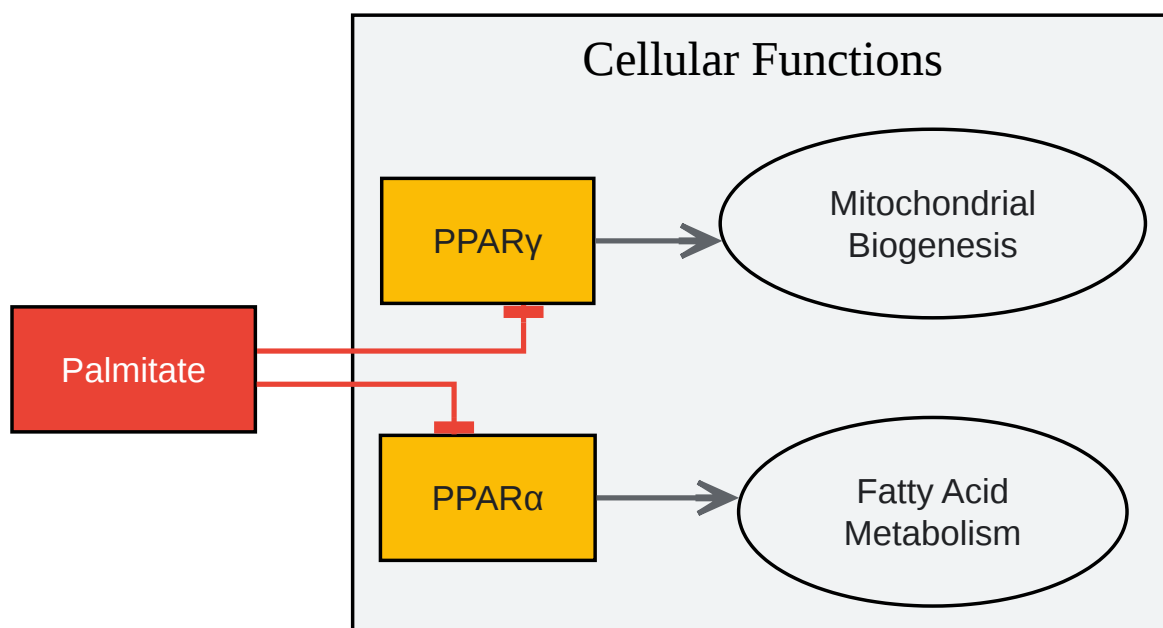 Cellular Functions
Mitochondrial
Biogenesis
PPARγ
Palmitate
PPARα
Fatty Acid
Metabolism